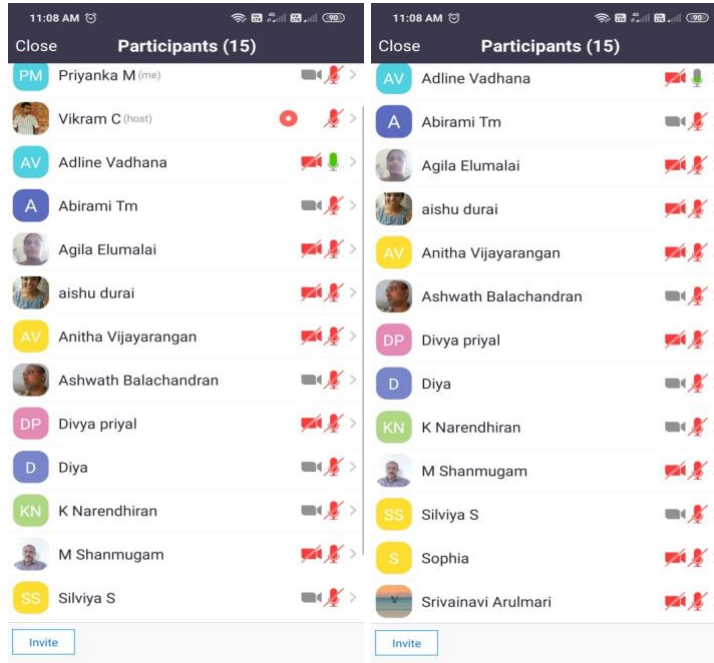 11:08 AM 4G 90
Close Participants (15)
PM Priyanka M (me)
Vikram C (host)
AV Adline Vadhana
A Abirami Tm
Agila Elumalai
aishu durai
AV Anitha Vijayarangan
Ashwath Balachandran
DP Divya priyal
D Diya
KN K Narendhiran
M Shanmugam
SS Silviya S
Invite
11:08 AM 4G 90
Close Participants (15)
AV Adline Vadhana
A Abirami Tm
Agila Elumalai
aishu durai
AV Anitha Vijayarangan
Ashwath Balachandran
DP Divya priyal
D Diya
KN K Narendhiran
M Shanmugam
SS Silviya S
S Sophia
V Srivainavi Arulmari
Invite